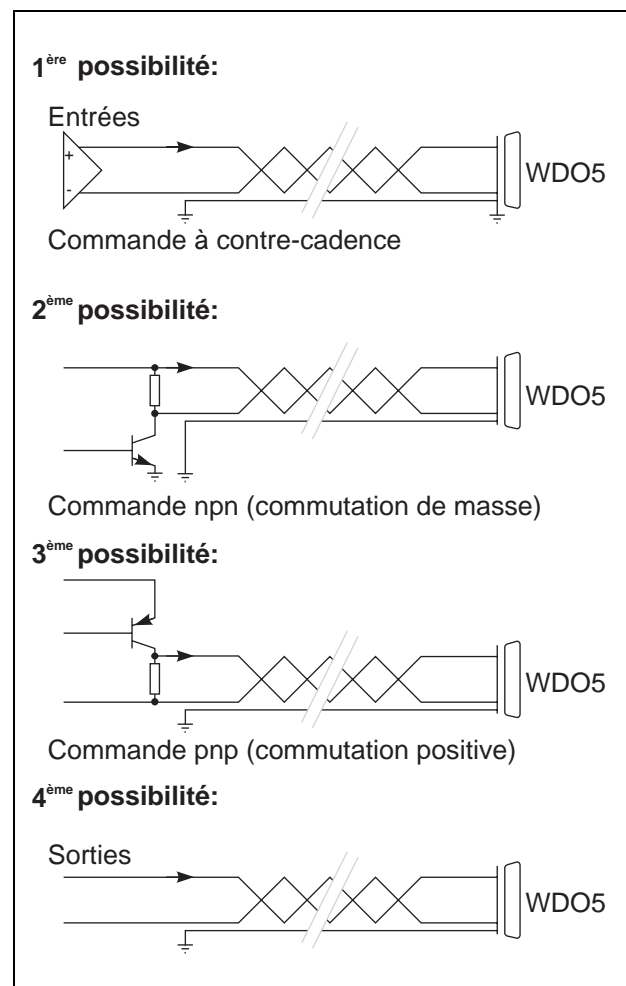 1ère possibilité:
Entrées
+
-
WDO5
Commande à contre-cadence
2ème possibilité:
WDO5
Commande npn (commutation de masse)
3ème possibilité:
WDO5
Commande pnp (commutation positive)
4ème possibilité:
Sorties
WDO5